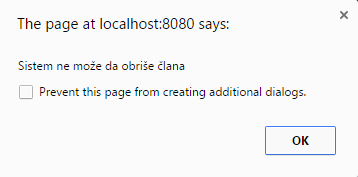 The page at localhost:8080 says:
Sistem ne može da obriše člana
Prevent this page from creating additional dialogs.
OK